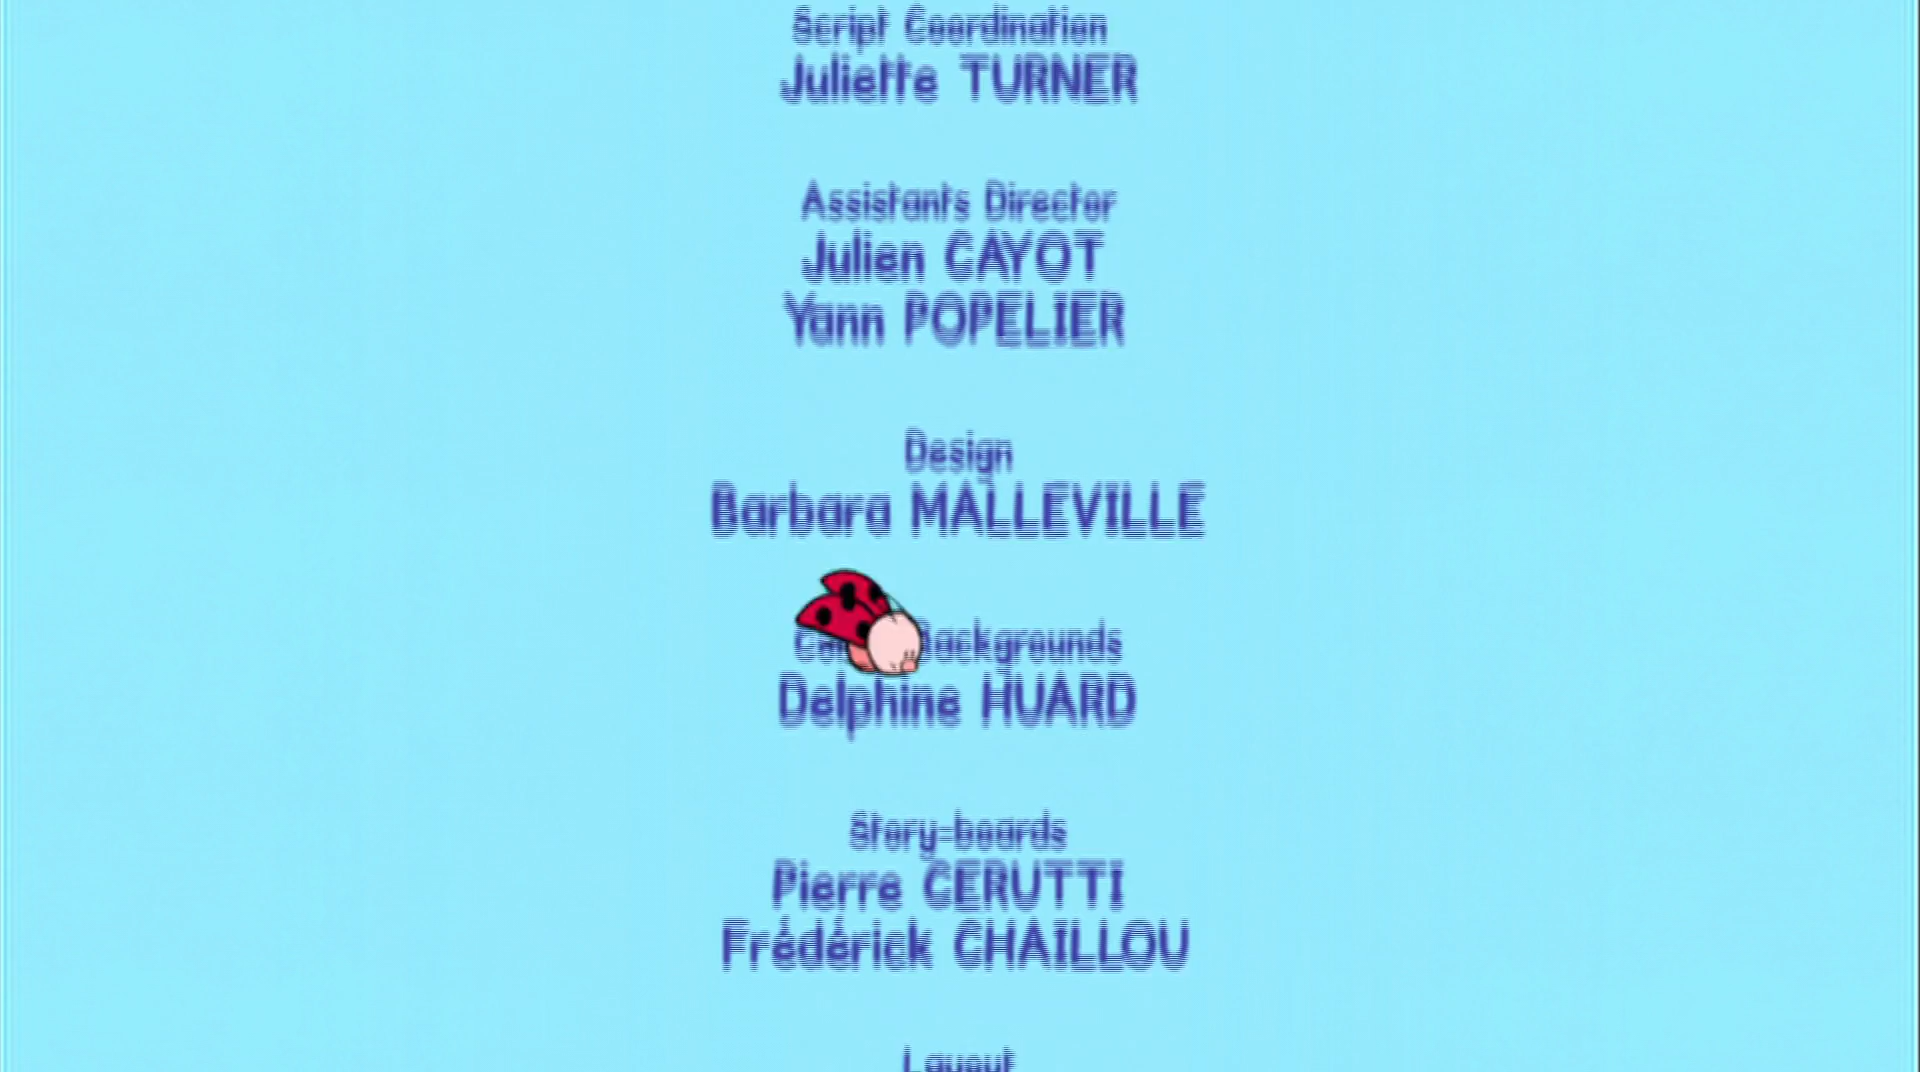 Script Coordination
Juliette TURNER
Assistants Director
Julien CAYOT
Yann POPELIER
Design
Barbara MALLEVILLE
Backgrounds
Delphine HUARD
Story-boards
Pierre CERUTTI
Frédérick CHAILLOU
Layout